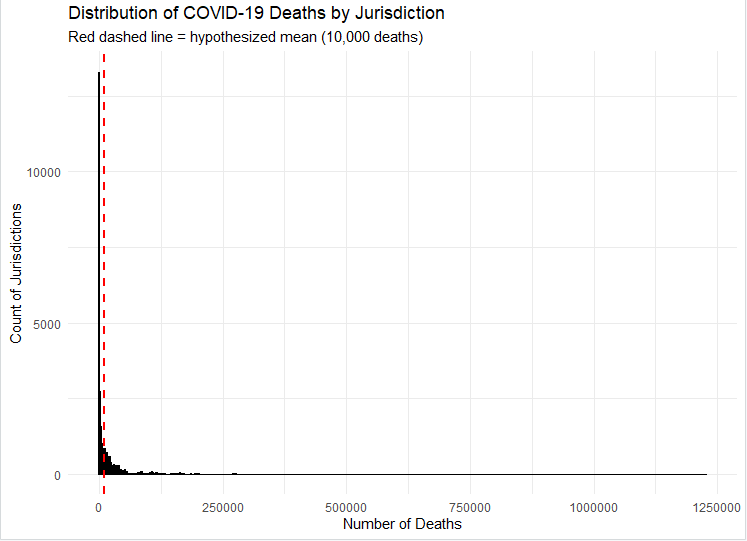 Distribution of COVID-19 Deaths by Jurisdiction
Red dashed line = hypothesized mean (10,000 deaths)
Count of Jurisdictions
10000
5000
0
0
250000
500000
750000
1000000
1250000
Number of Deaths